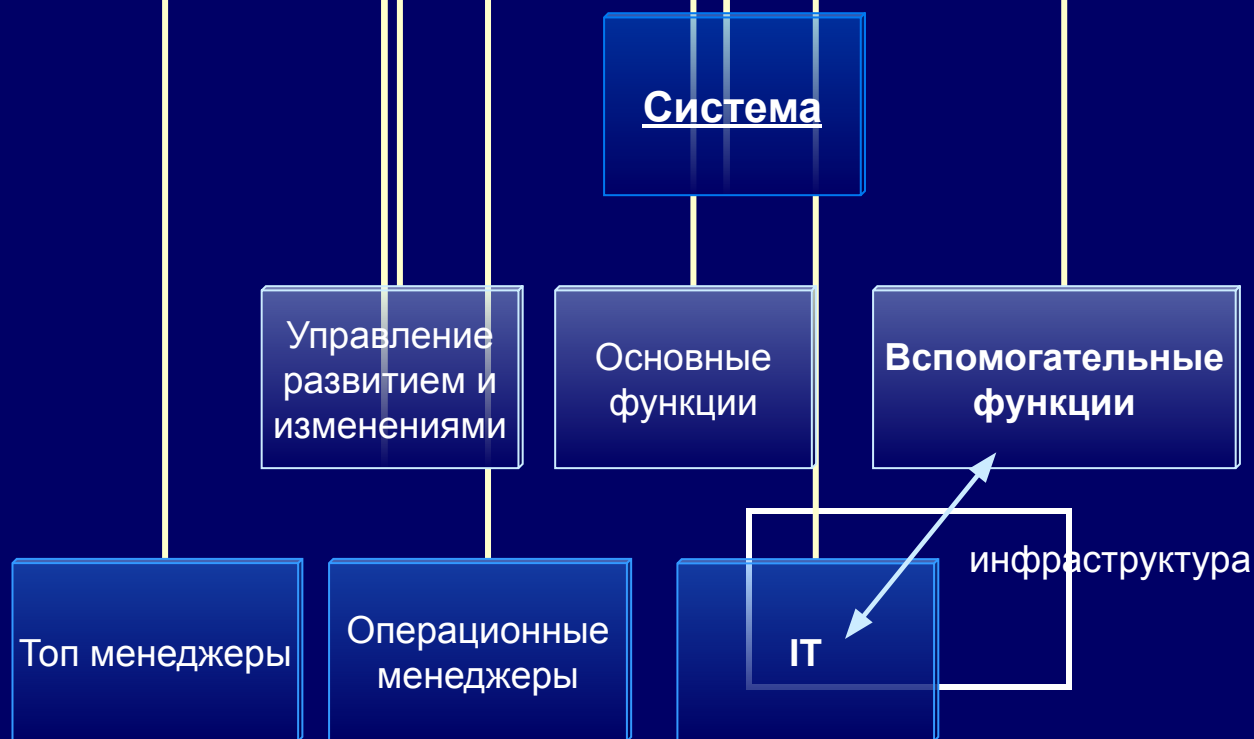 Система
Управление
развитием и
изменениями
Основные
функции
Вспомогательные
функции
инфраструктура
Топ менеджеры
Операционные
менеджеры
IT